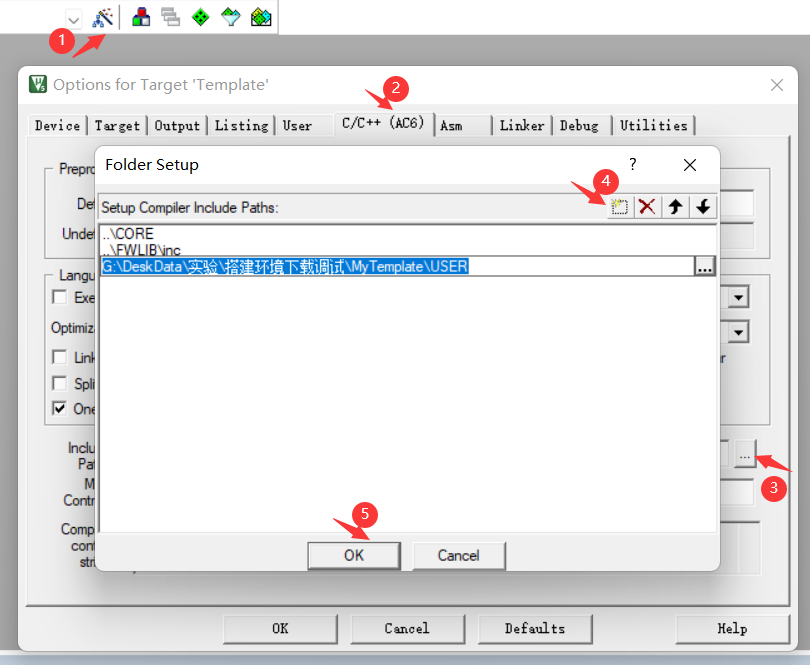 1
Options for Target 'Template'
2
Device
Target
Output
Listing
User
C/C++ (AC6)
Asm
Linker
Debug
Utilities
Prepro
Folder Setup
?
4
Setup Compiler Include Paths:
..\CORE
..\FWLIB\inc
G:\DeskData\实验\搭建环境下载调试\MyTemplate\USER
...
Undef
Langu
Exe
Optimiz
Link
Spli
One
Inclu
Pat
...
3
M
Contr
Comp
cont
stri
5
OK
Cancel
OK
Cancel
Defaults
Help